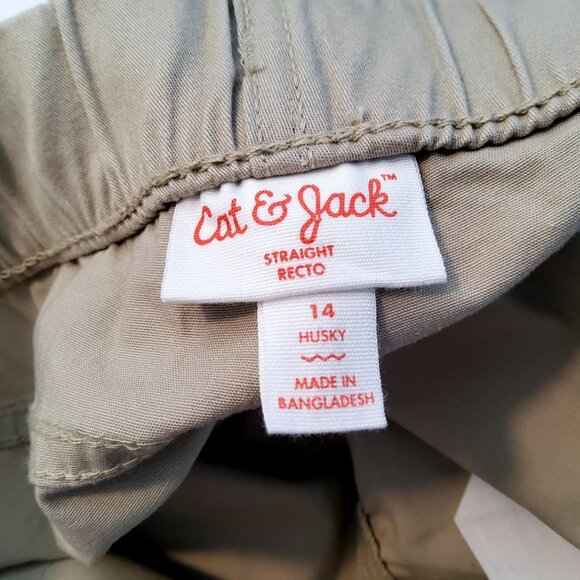 Cat & Jack™
STRAIGHT
RECTO
14
HUSKY
MADE IN
BANGLADESH